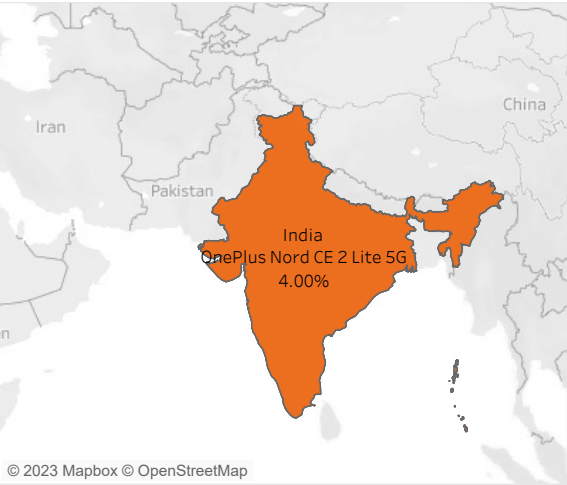 China
Iran
Pakistan
India
OnePlus Nord CE 2 Lite 5G
4.00%
n
© 2023 Mapbox © OpenStreetMap